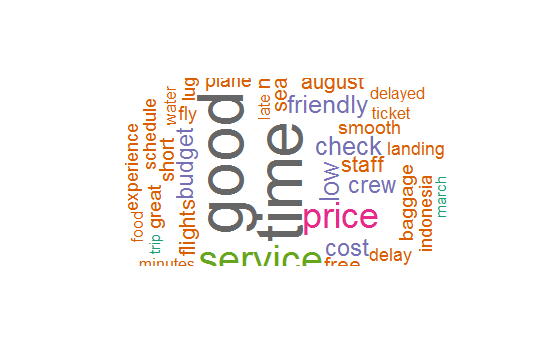 plane
august
lug
n
sea
delayed
water
late
friendly
ticket
fly
good
time
smooth
schedule
short
budget
check
landing
staff
low
crew
experience
great
flights
price
baggage
indonesia
march
food
trip
service
cost
delay
minutes
free